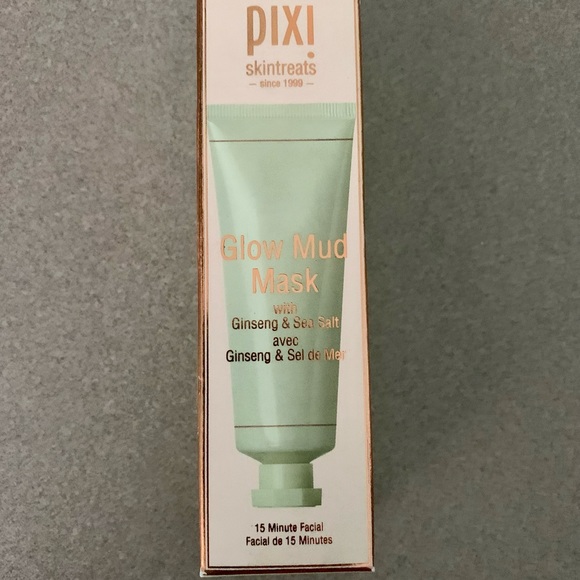 pixi
skintreats
– since 1999 –
Glow Mud
Mask
with
Ginseng & Sea Salt
avec
Ginseng & Sel de Mer
15 Minute Facial
Facial de 15 Minutes